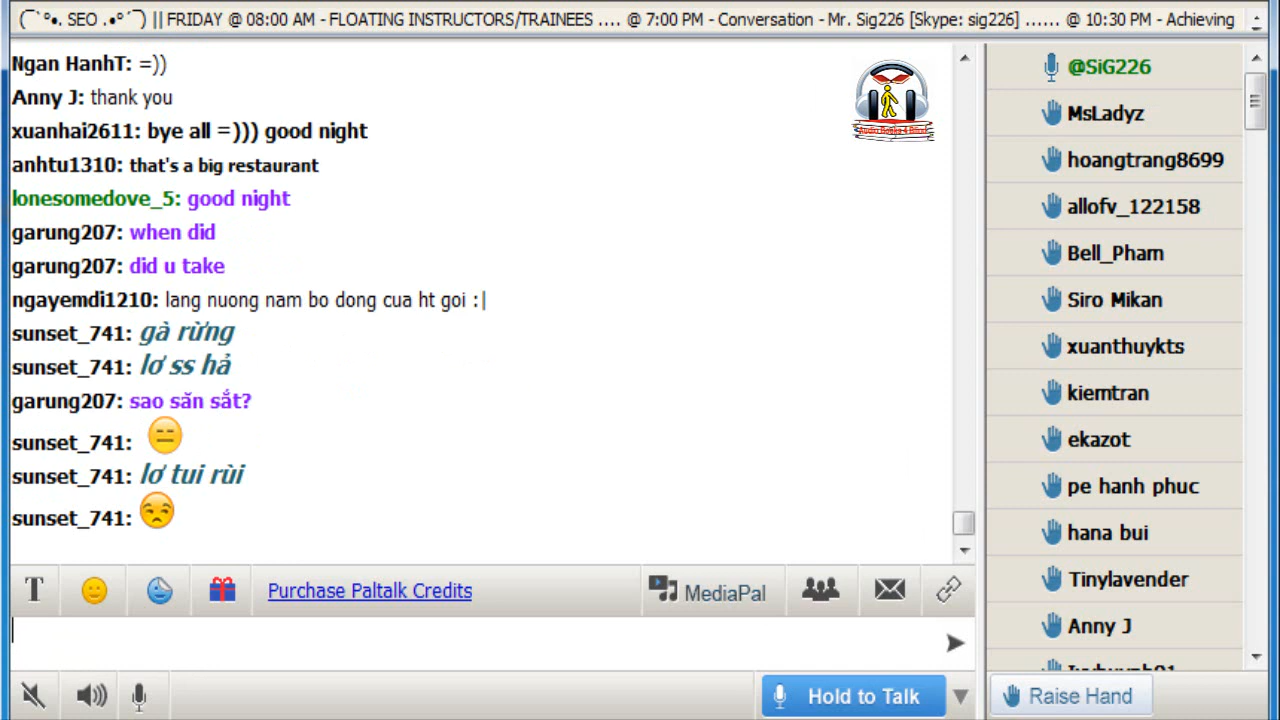 (¯`°•. SEO .•°´¯) || FRIDAY @ 08:00 AM - FLOATING INSTRUCTORS/TRAINEES .... @ 7:00 PM - Conversation - Mr. Sig226 [Skype: sig226] ...... @ 10:30 PM - Achieving
Ngan HanhT: =))
Anny J: thank you
xuanhai2611: bye all =))) good night
anhtu1310: that's a big restaurant
lonesomedove_5: good night
garung207: when did
garung207: did u take
ngayemdi1210: lang nuong nam bo dong cua ht goi :|
sunset_741: gà rừng
sunset_741: lơ ss hả
garung207: sao săn sắt?
sunset_741:
sunset_741: lơ tui rùi
sunset_741:
Audio Books 4 Blind
Purchase Paltalk Credits
MediaPal
Hold to Talk
@SiG226
MsLadyz
hoangtrang8699
allofv_122158
Bell_Pham
Siro Mikan
xuanthuykts
kiemtran
ekazot
pe hanh phuc
hana bui
Tinylavender
Anny J
Raise Hand